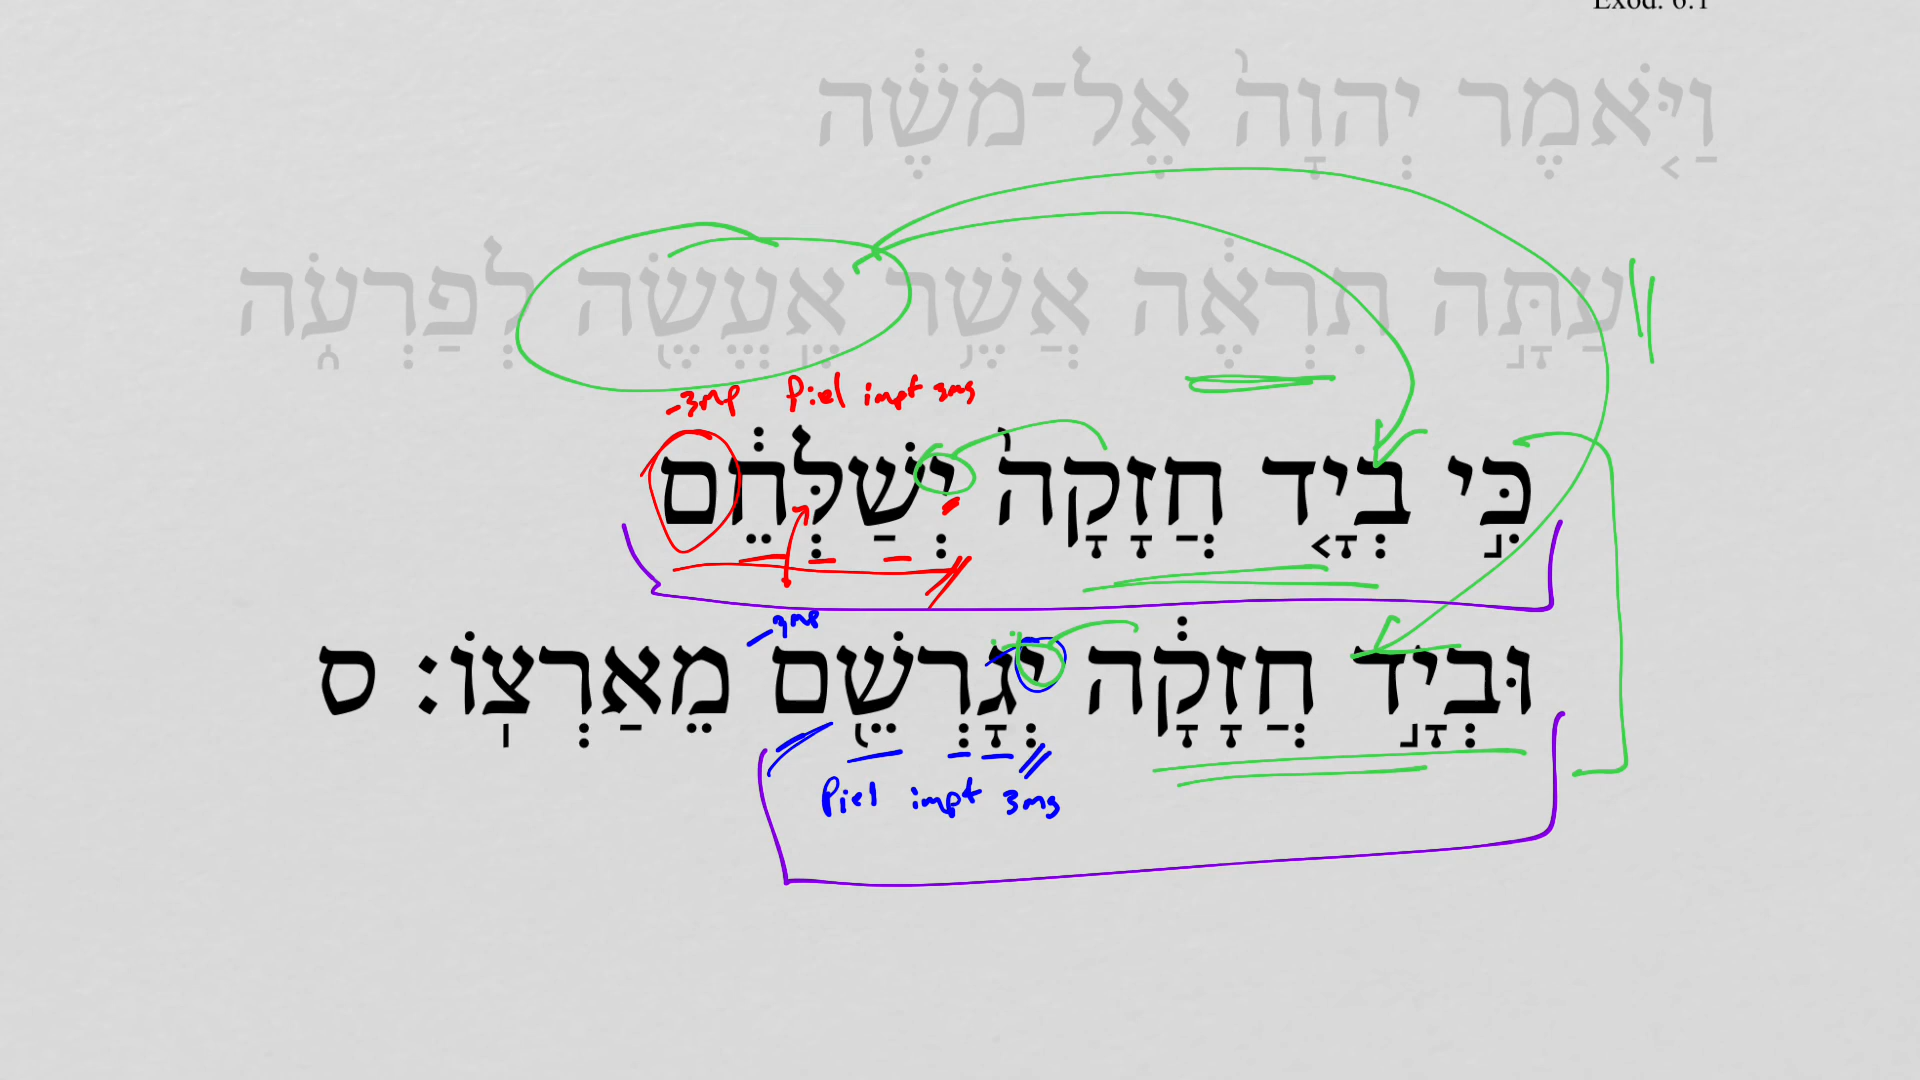 Exod. 6:1
וַיֹּ֤אמֶר יְהוָה֙ אֶל־מֹשֶׁ֔ה
עַתָּ֣ה תִרְאֶ֔ה אֲשֶׁ֥ר אֶֽעֱשֶׂ֖ה לְפַרְעֹ֑ה
-3mp Piel impf 3ms
כִּ֣י בְיָ֤ד חֲזָקָה֙ יְשַׁלְּחֵ֔ם
-3mp
וּבְיָ֣ד חֲזָקָ֔ה יְגָרְשֵׁ֖ם מֵאַרְצֽוֹ׃ ס
Piel impf 3ms